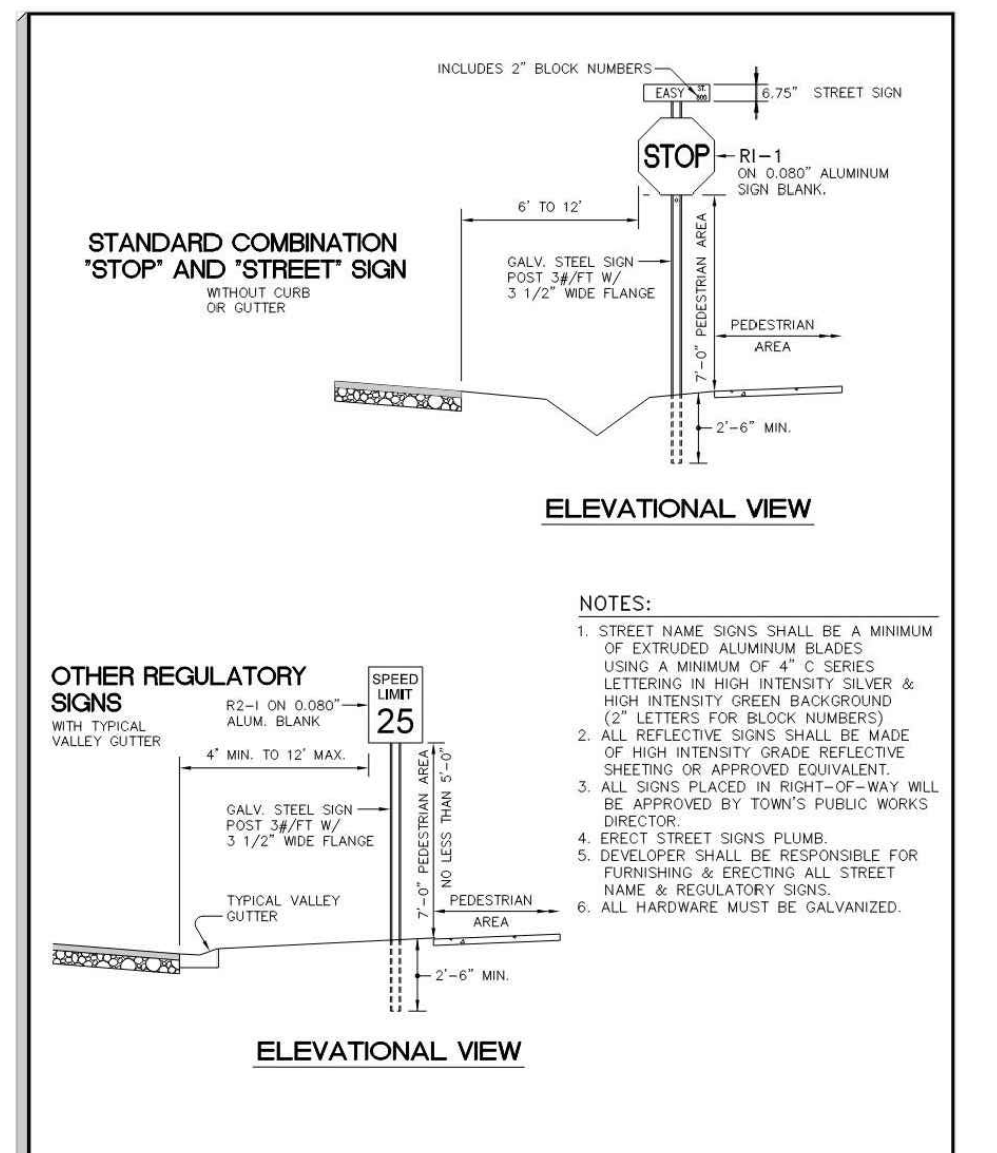 INCLUDES 2" BLOCK NUMBERS
EASY ST.
600
6.75" STREET SIGN
STOP
RI-1
ON 0.080" ALUMINUM
SIGN BLANK.
6' TO 12'
STANDARD COMBINATION
"STOP" AND "STREET" SIGN
WITHOUT CURB
OR GUTTER
GALV. STEEL SIGN
POST 3#/FT W/
3 1/2" WIDE FLANGE
7'-0" PEDESTRIAN AREA
PEDESTRIAN
AREA
2'-6" MIN.
ELEVATIONAL VIEW
OTHER REGULATORY
SIGNS
WITH TYPICAL
VALLEY GUTTER
R2-I ON 0.080"
ALUM. BLANK
SPEED
LIMIT
25
4' MIN. TO 12' MAX.
GALV. STEEL SIGN
POST 3#/FT W/
3 1/2" WIDE FLANGE
7'-0" PEDESTRIAN AREA
NO LESS THAN 5'-0"
TYPICAL VALLEY
GUTTER
PEDESTRIAN
AREA
2'-6" MIN.
ELEVATIONAL VIEW
NOTES:
1. STREET NAME SIGNS SHALL BE A MINIMUM
OF EXTRUDED ALUMINUM BLADES
USING A MINIMUM OF 4" C SERIES
LETTERING IN HIGH INTENSITY SILVER &
HIGH INTENSITY GREEN BACKGROUND
(2" LETTERS FOR BLOCK NUMBERS)
2. ALL REFLECTIVE SIGNS SHALL BE MADE
OF HIGH INTENSITY GRADE REFLECTIVE
SHEETING OR APPROVED EQUIVALENT.
3. ALL SIGNS PLACED IN RIGHT-OF-WAY WILL
BE APPROVED BY TOWN'S PUBLIC WORKS
DIRECTOR.
4. ERECT STREET SIGNS PLUMB.
5. DEVELOPER SHALL BE RESPONSIBLE FOR
FURNISHING & ERECTING ALL STREET
NAME & REGULATORY SIGNS.
6. ALL HARDWARE MUST BE GALVANIZED.